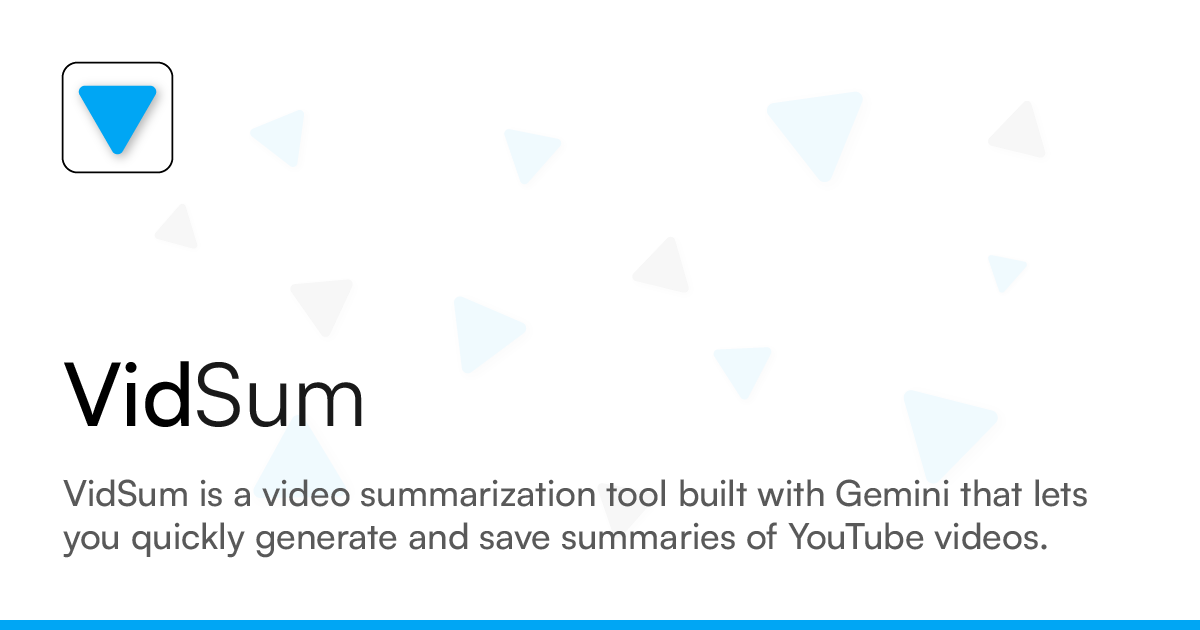 VidSum
VidSum is a video summarization tool built with Gemini that lets
you quickly generate and save summaries of YouTube videos.